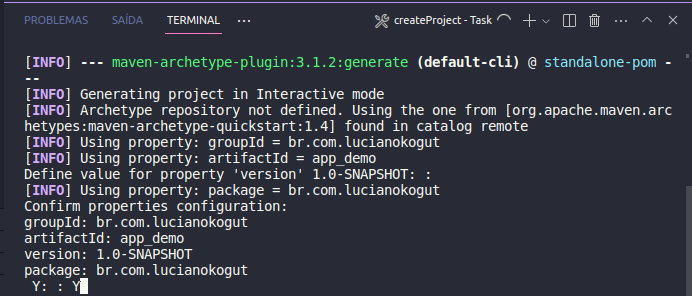 PROBLEMAS SAÍDA TERMINAL ... createProject - Task
[INFO] --- maven-archetype-plugin:3.1.2:generate (default-cli) @ standalone-pom -
--
[INFO] Generating project in Interactive mode
[INFO] Archetype repository not defined. Using the one from [org.apache.maven.arc
hetypes:maven-archetype-quickstart:1.4] found in catalog remote
[INFO] Using property: groupId = br.com.lucianokogut
[INFO] Using property: artifactId = app_demo
Define value for property 'version' 1.0-SNAPSHOT: :
[INFO] Using property: package = br.com.lucianokogut
Confirm properties configuration:
groupId: br.com.lucianokogut
artifactId: app_demo
version: 1.0-SNAPSHOT
package: br.com.lucianokogut
Y: : Y